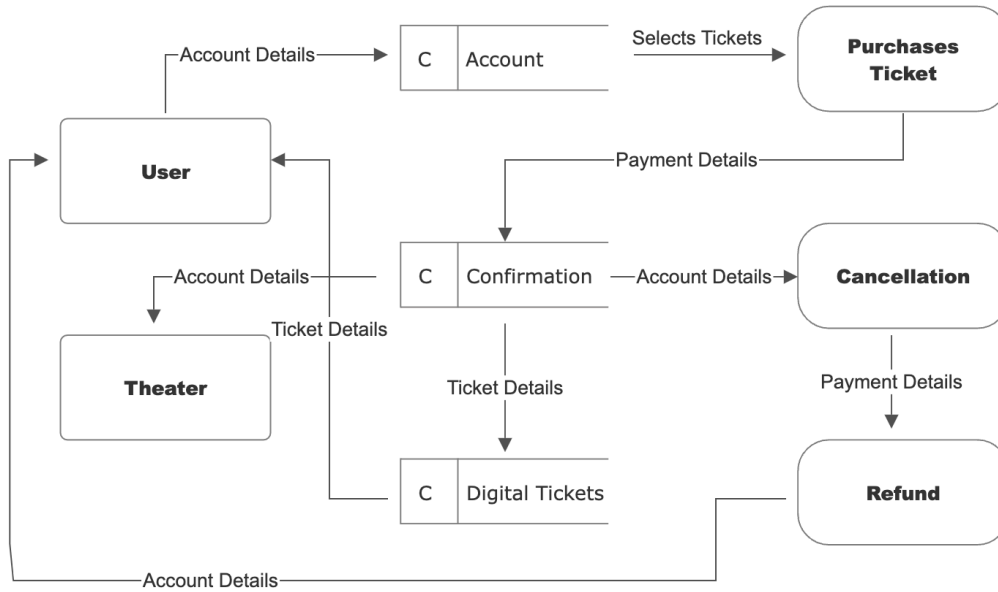 Selects Tickets
Purchases
Ticket
Account Details
C
Account
User
Payment Details
Account Details
C
Confirmation
Account Details
Cancellation
Ticket Details
Theater
Ticket Details
Payment Details
C
Digital Tickets
Refund
Account Details